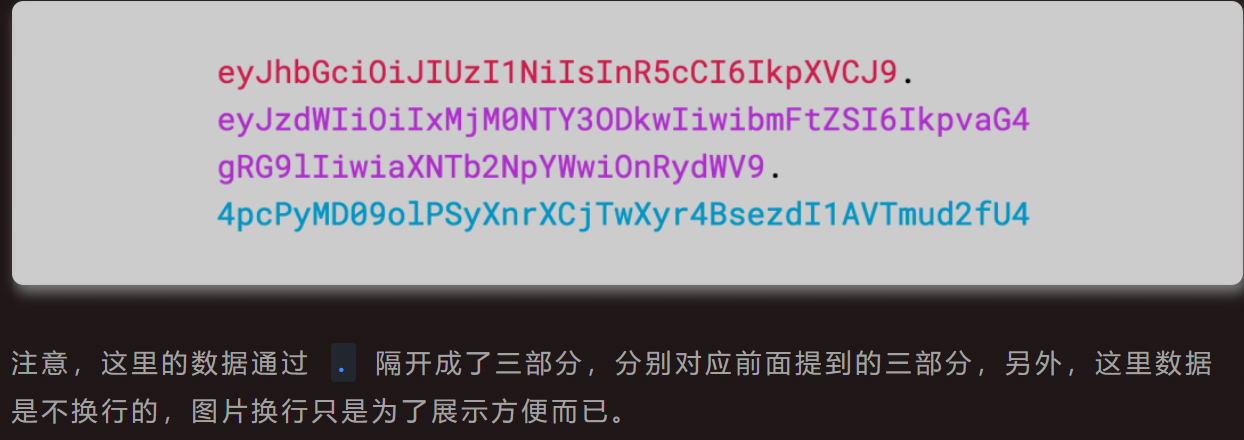 eyJhbGciOiJIUzI1NiIsInR5cCI6IkpXVCJ9.
eyJzdWIiOiIxMjM0NTY3ODkwIiwibmFtZSI6IkpvaG4
gRG9lIiwiaXNTb2NpYWwiOnRydWV9.
4pcPyMD09olPSyXnrXCjTwXyr4BsezdI1AVTmud2fU4
注意，这里的数据通过 . 隔开成了三部分，分别对应前面提到的三部分，另外，这里数据
是不换行的，图片换行只是为了展示方便而已。